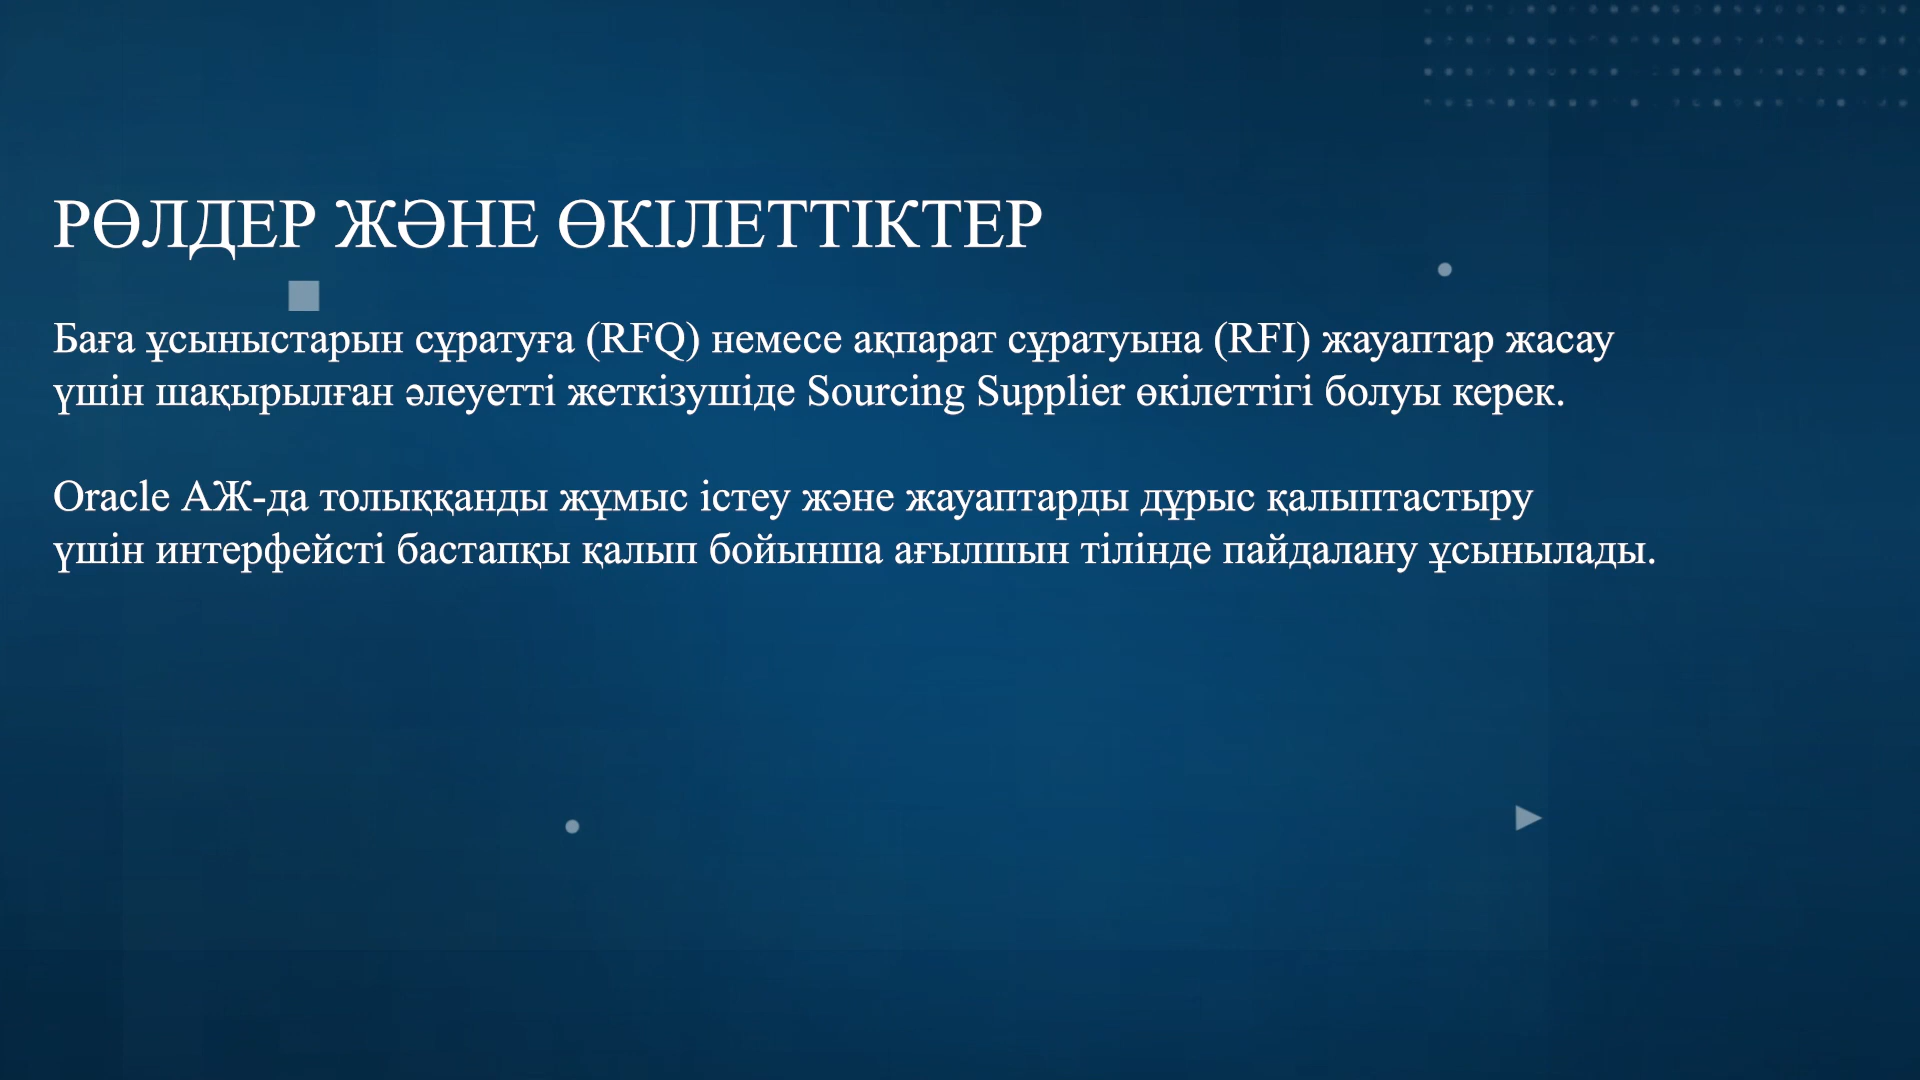 РӨЛДЕР ЖӘНЕ ӨКІЛЕТТІКТЕР
Баға ұсыныстарын сұратуға (RFQ) немесе ақпарат сұратуына (RFI) жауаптар жасау
үшін шақырылған әлеуетті жеткізушіде Sourcing Supplier өкілеттігі болуы керек.
Oracle АЖ-да толыққанды жұмыс істеу және жауаптарды дұрыс қалыптастыру
үшін интерфейсті бастапқы қалып бойынша ағылшын тілінде пайдалану ұсынылады.